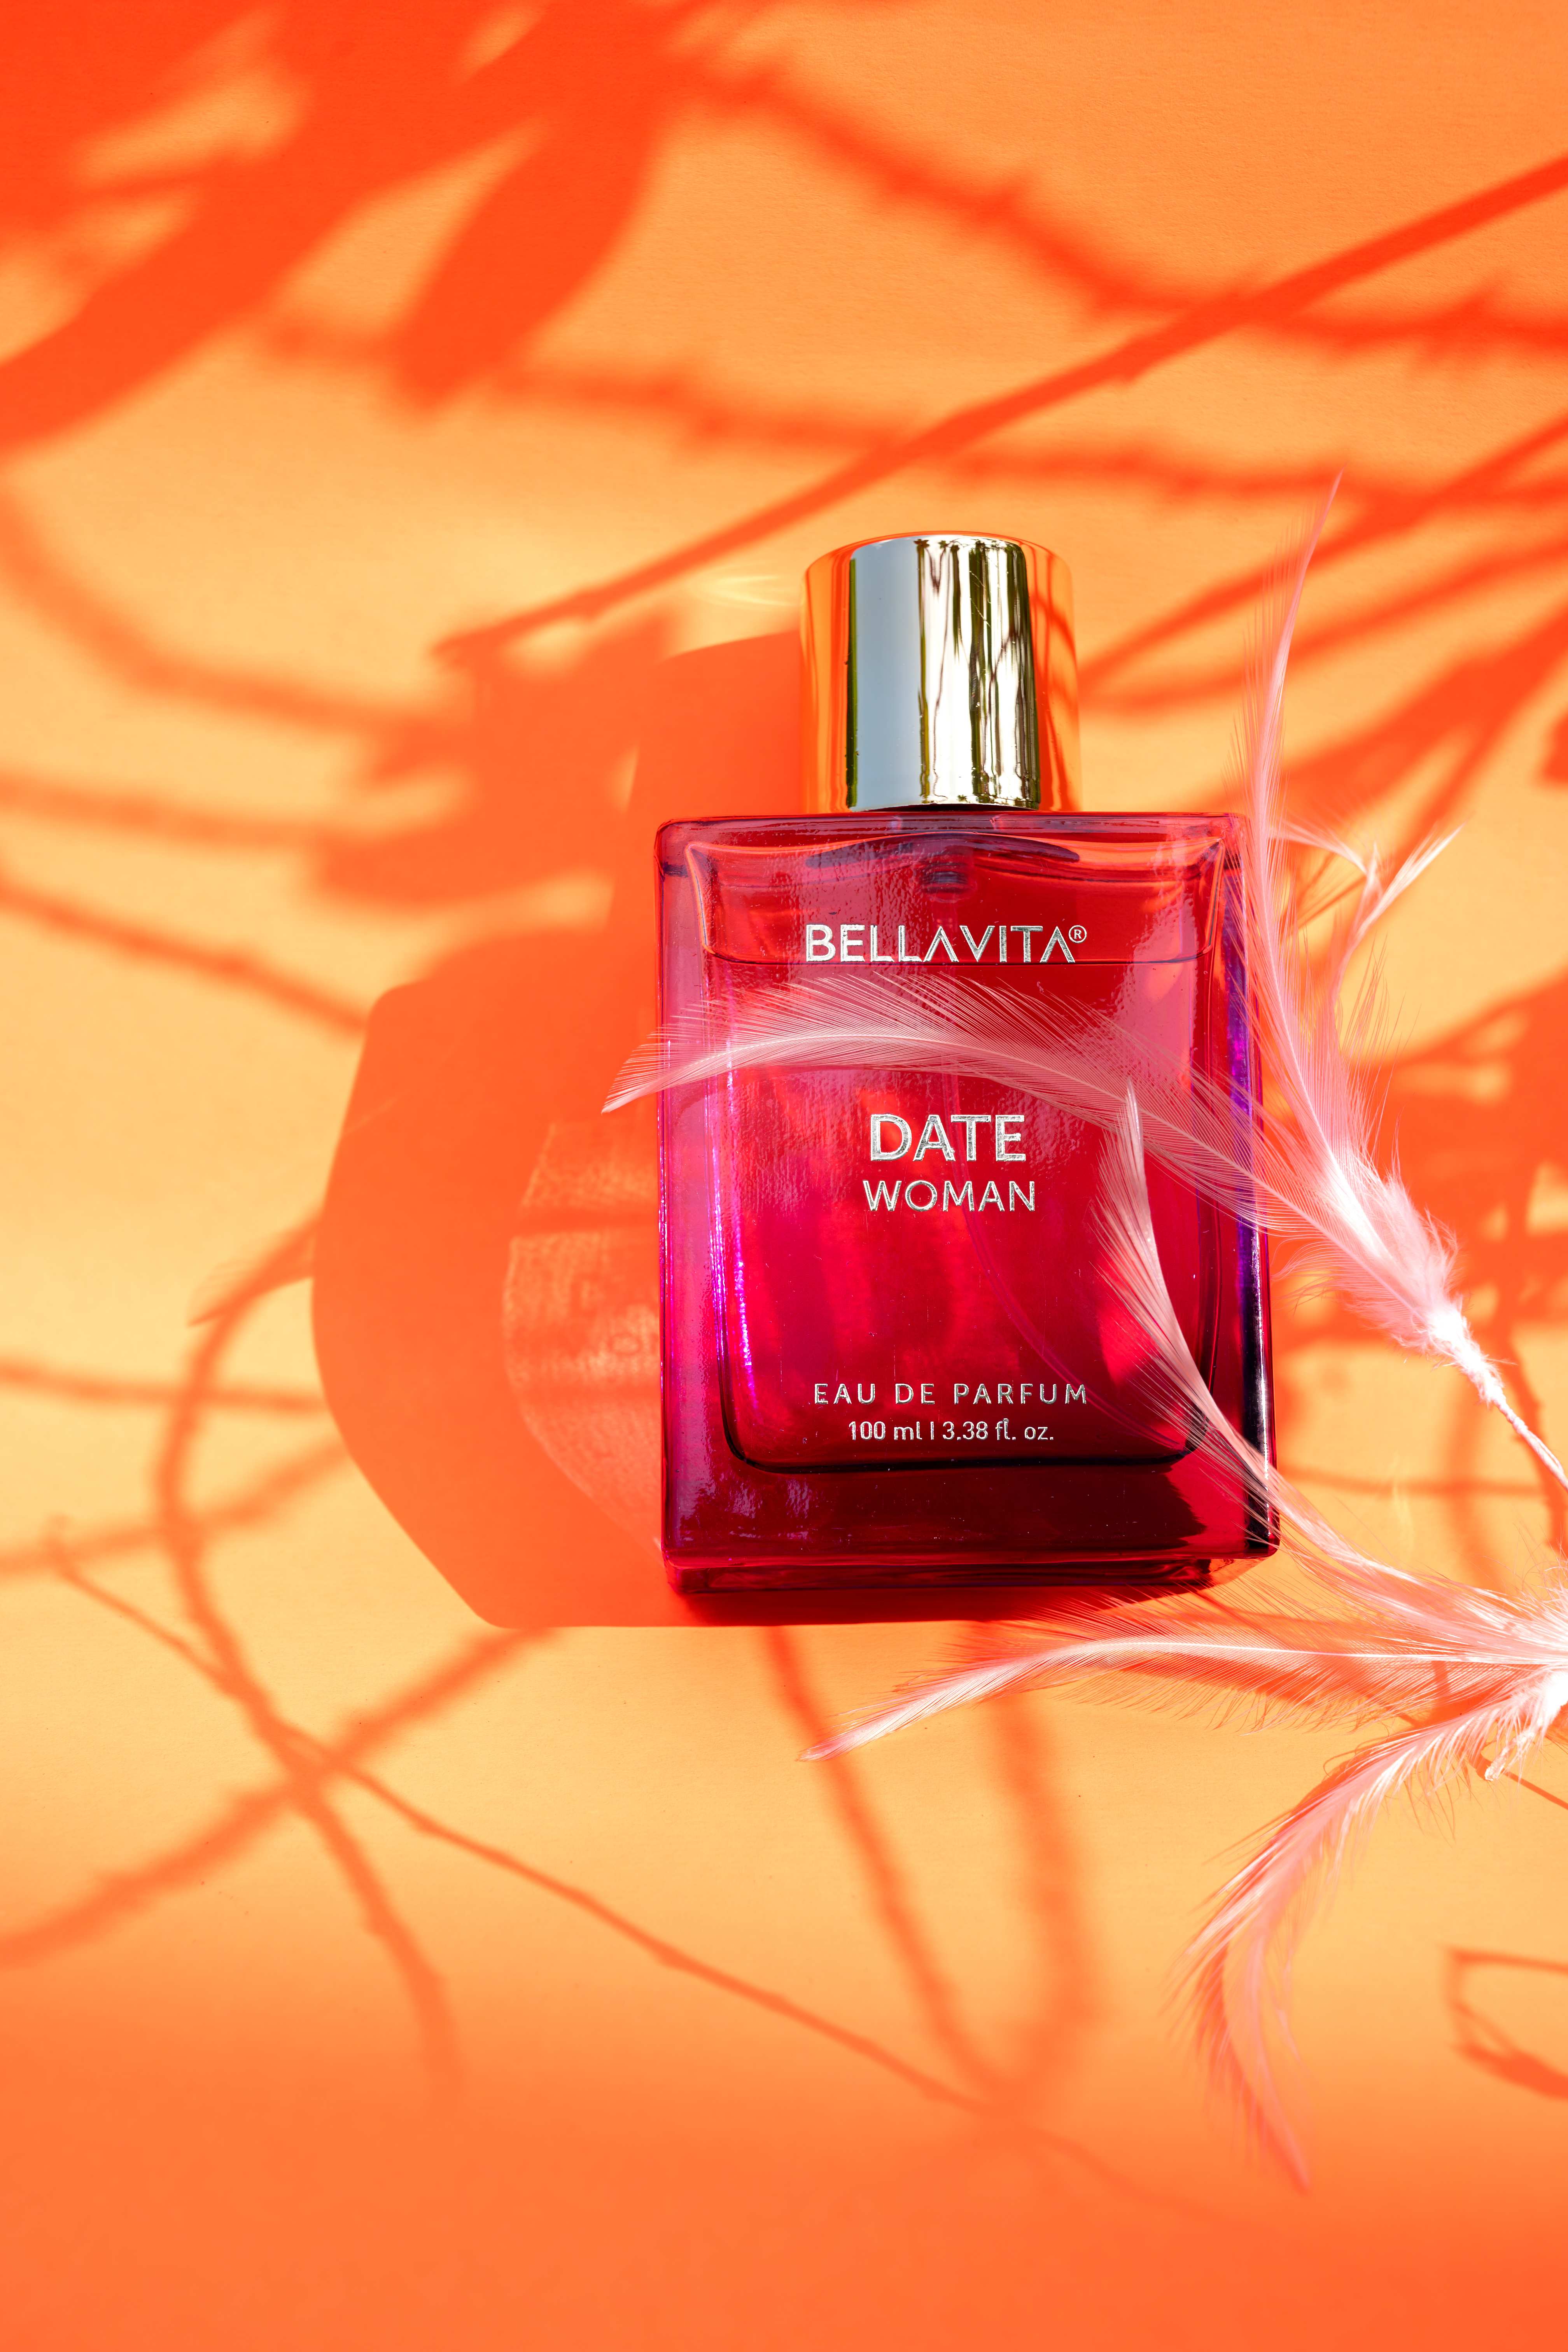 BELLAVITA®
DATE
WOMAN
EAU DE PARFUM
100 ml | 3.38 fl. oz.